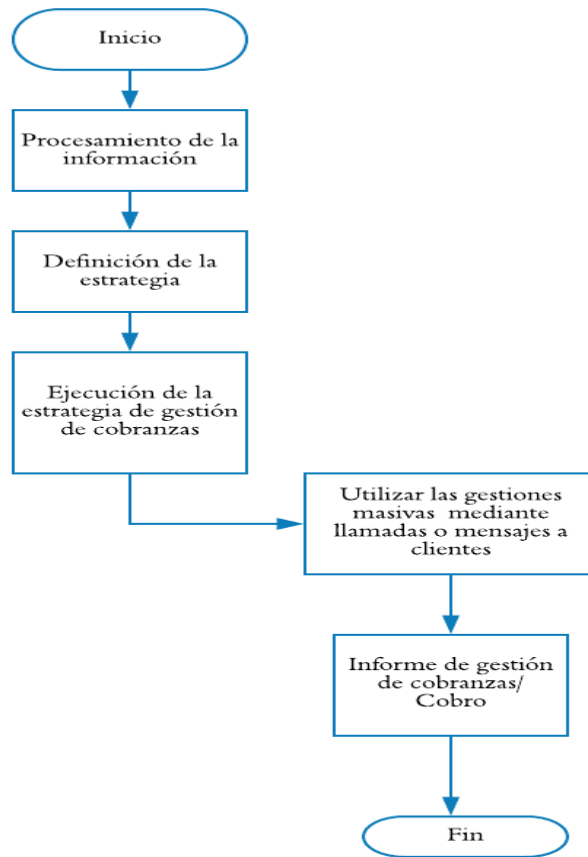 Inicio
Procesamiento de la
información
Definición de la
estrategia
Ejecución de la
estrategia de gestión
de cobranzas
Utilizar las gestiones
masivas mediante
llamadas o mensajes a
clientes
Informe de gestión
de cobranzas/
Cobro
Fin